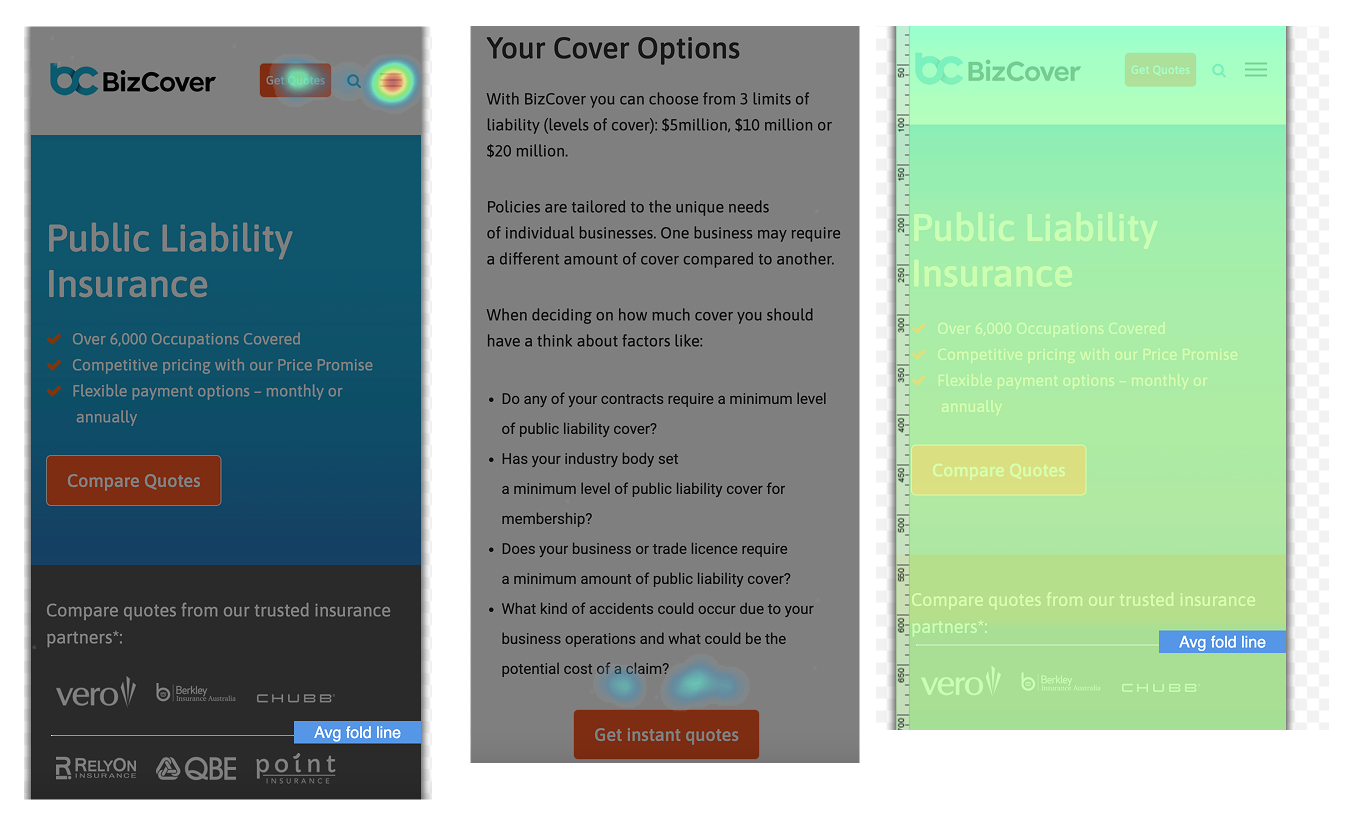 bc BizCover
Get Quotes
Public Liability
Insurance
Over 6,000 Occupations Covered
Competitive pricing with our Price Promise
Flexible payment options – monthly or
annually
Compare Quotes
Compare quotes from our trusted insurance
partners*:
vero
Berkley
Insurance Australia
CHUBB
Avg fold line
RELYON
INSURANCE
QBE
point
INSURANCE
Your Cover Options
With BizCover you can choose from 3 limits of
liability (levels of cover): $5million, $10 million or
$20 million.
Policies are tailored to the unique needs
of individual businesses. One business may require
a different amount of cover compared to another.
When deciding on how much cover you should
have a think about factors like:
• Do any of your contracts require a minimum level
of public liability cover?
• Has your industry body set
a minimum level of public liability cover for
membership?
• Does your business or trade licence require
a minimum amount of public liability cover?
• What kind of accidents could occur due to your
business operations and what could be the
potential cost of a claim?
Get instant quotes
bc BizCover
Get Quotes
Public Liability
Insurance
Over 6,000 Occupations Covered
Competitive pricing with our Price Promise
Flexible payment options – monthly or
annually
Compare Quotes
Compare quotes from our trusted insurance
partners*:
Avg fold line
vero
Berkley
Insurance Australia
CHUBB
50
100
150
200
250
300
350
400
450
500
550
600
650
700